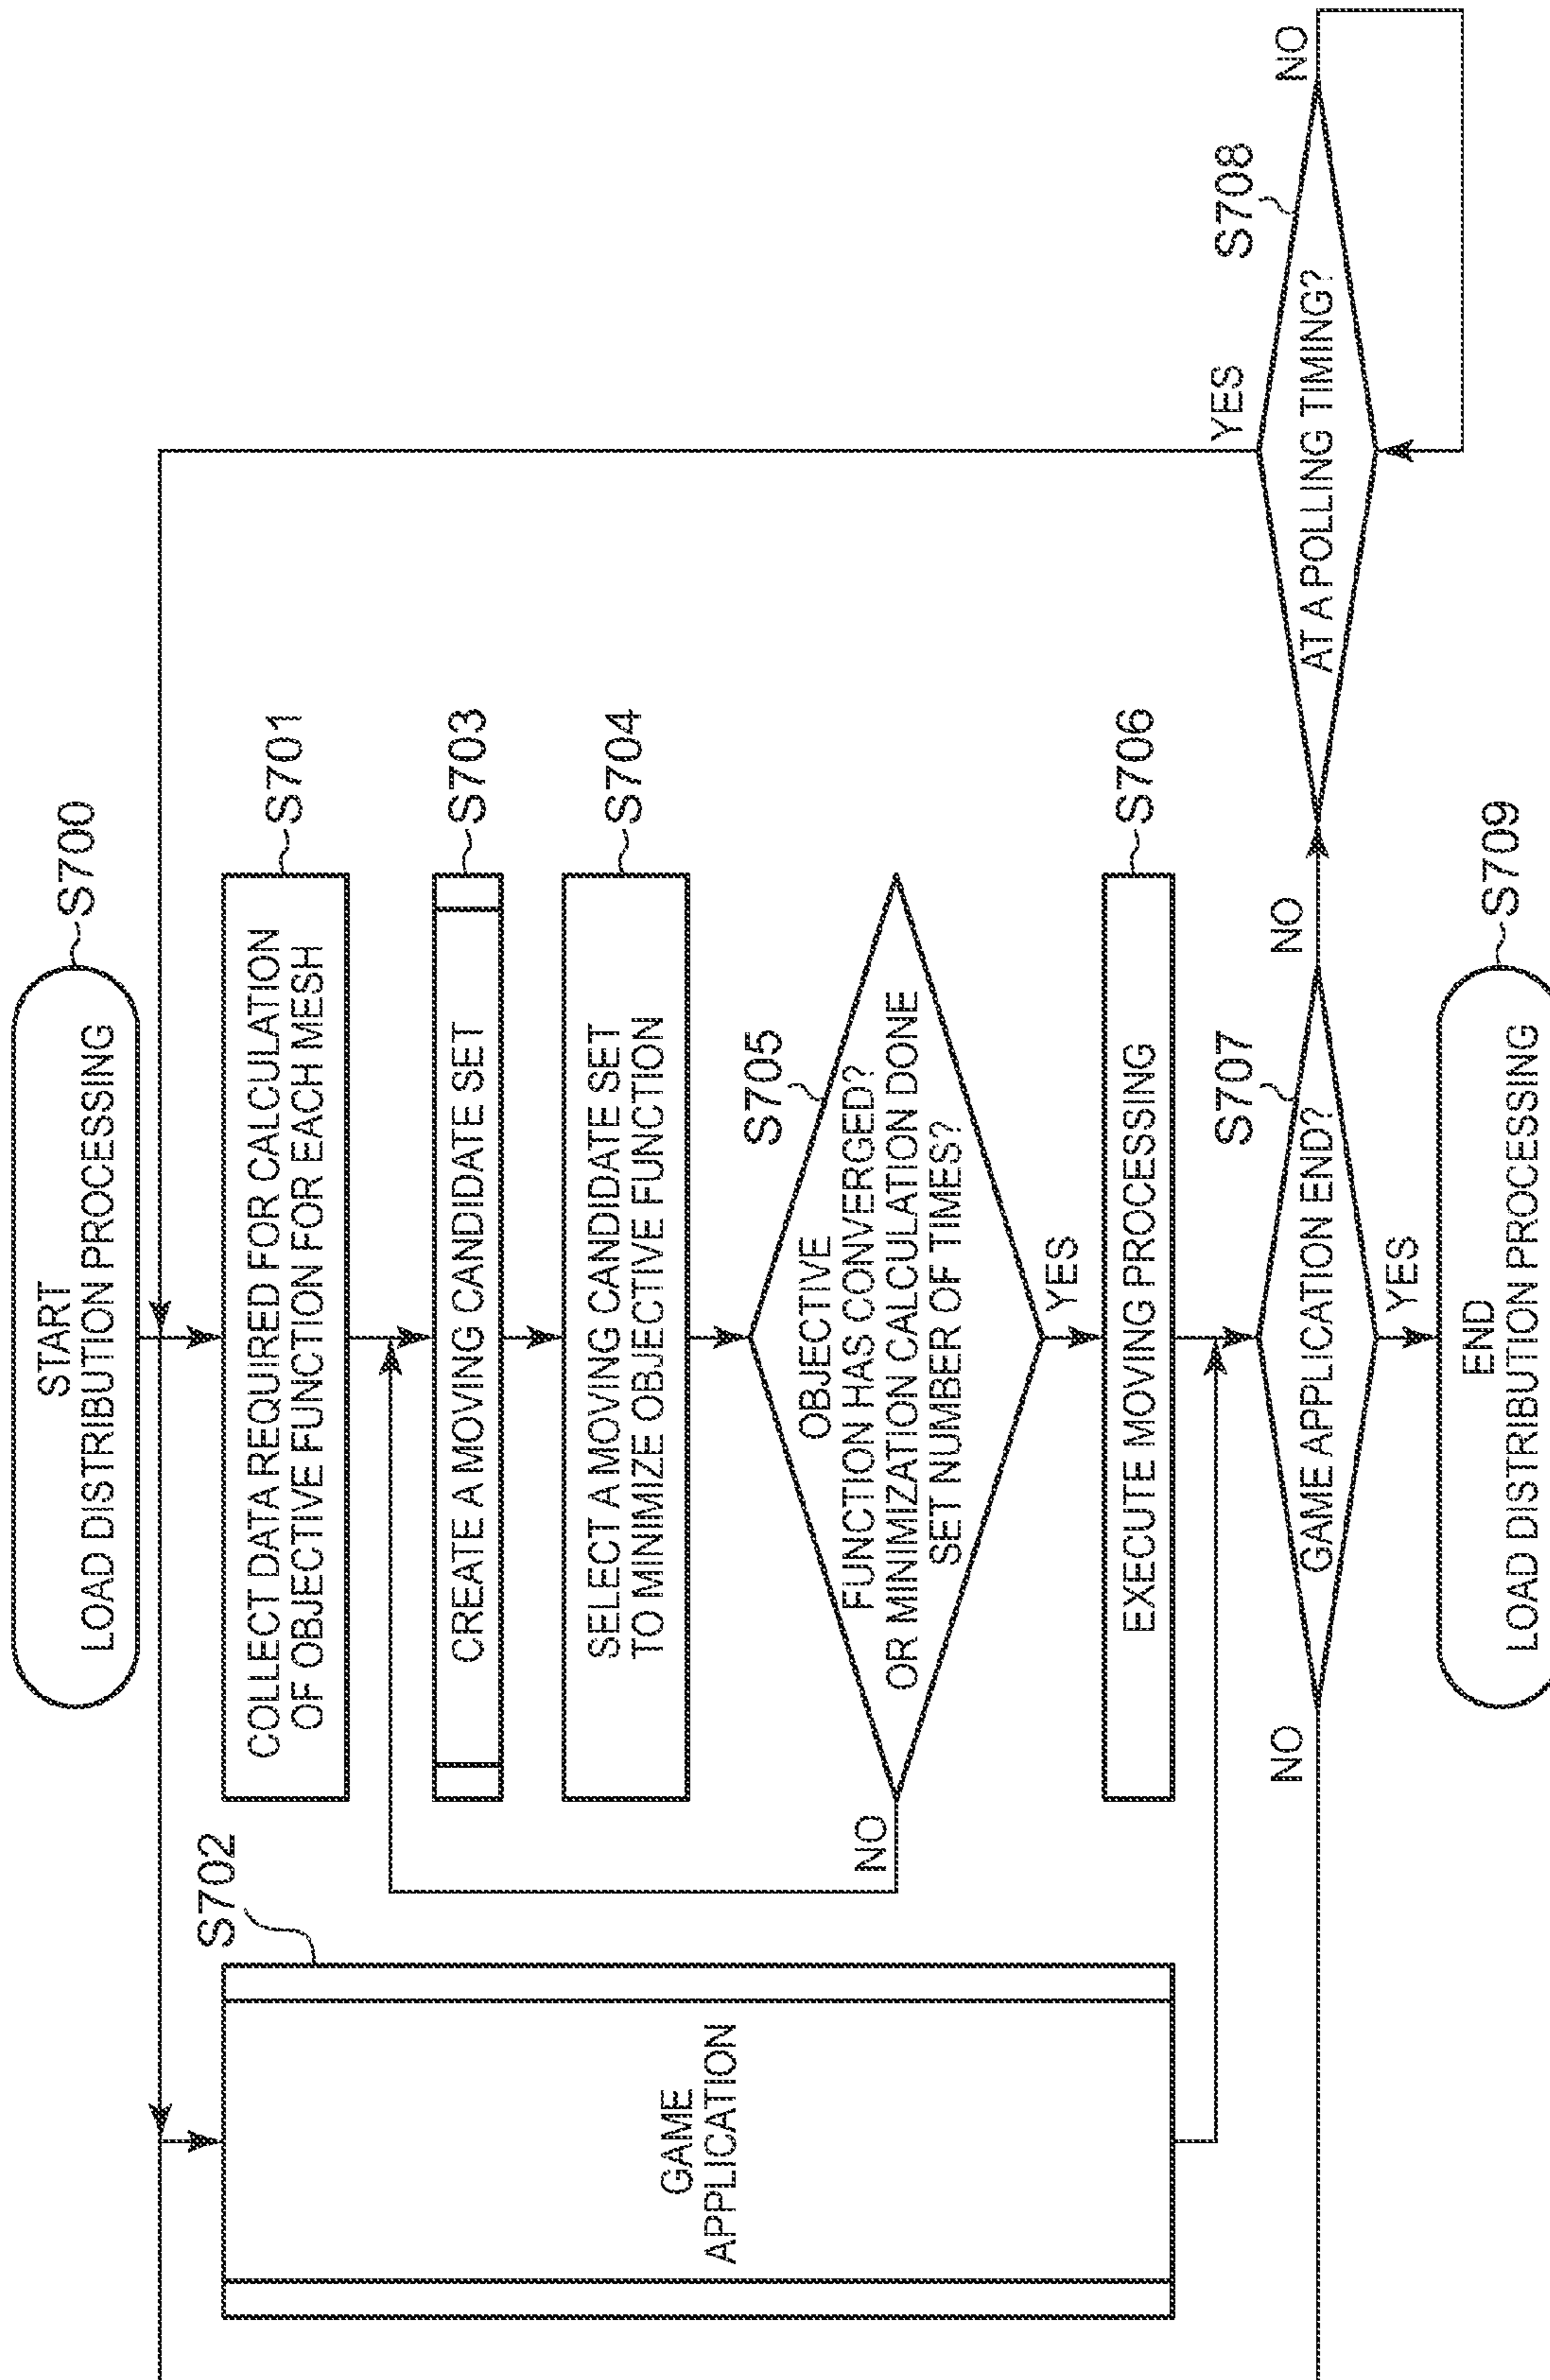 START
LOAD DISTRIBUTION PROCESSING
S700
COLLECT DATA REQUIRED FOR CALCULATION
OF OBJECTIVE FUNCTION FOR EACH MESH
S701
S702
GAME
APPLICATION
CREATE A MOVING CANDIDATE SET
S703
SELECT A MOVING CANDIDATE SET
TO MINIMIZE OBJECTIVE FUNCTION
S704
S705
OBJECTIVE
FUNCTION HAS CONVERGED?
OR MINIMIZATION CALCULATION DONE
SET NUMBER OF TIMES?
NO
YES
EXECUTE MOVING PROCESSING
S706
S707
GAME APPLICATION END?
NO
NO
YES
S708
AT A POLLING TIMING?
YES
NO
END
LOAD DISTRIBUTION PROCESSING
S709